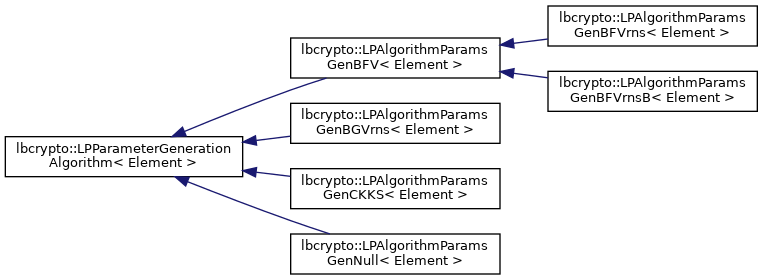 lbcrypto::LPParameterGeneration
Algorithm< Element >
lbcrypto::LPAlgorithmParams
GenBFV< Element >
lbcrypto::LPAlgorithmParams
GenBFVrns< Element >
lbcrypto::LPAlgorithmParams
GenBFVrnsB< Element >
lbcrypto::LPAlgorithmParams
GenBGVrns< Element >
lbcrypto::LPAlgorithmParams
GenCKKS< Element >
lbcrypto::LPAlgorithmParams
GenNull< Element >